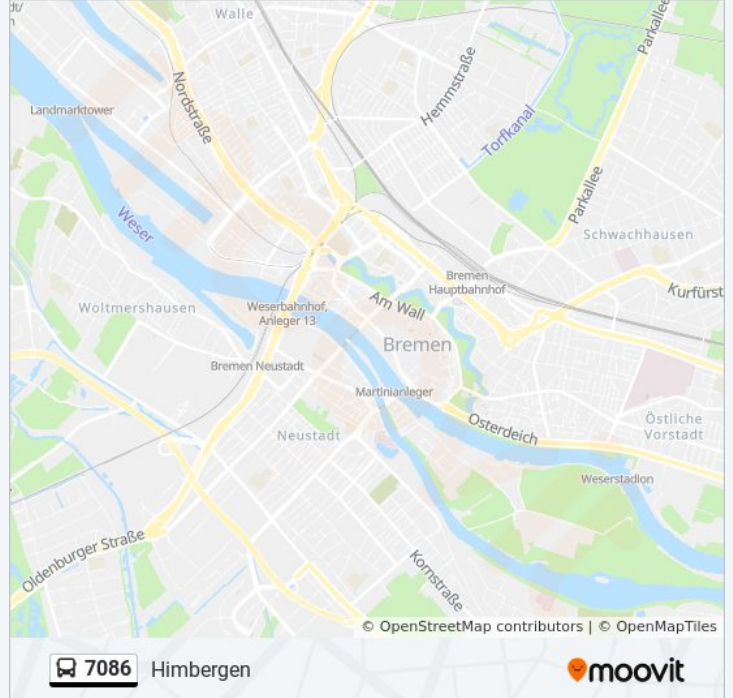 dt/
Walle
Parkallee
Hemmstraße
Nordstraße
Landmarktower
Torfkanal
Parkallee
Weser
Schwachhausen
Bremen
Hauptbahnhof
Kurfürst
Am Wall
Woltmershausen
Weserbahnhof,
Anleger 13
Bremen
Bremen Neustadt
Martinianleger
Osterdeich
Östliche
Vorstadt
Neustadt
Weserstadion
Oldenburger Straße
Kornstraße
© OpenStreetMap contributors | © OpenMapTiles
7086 Himbergen
moovit